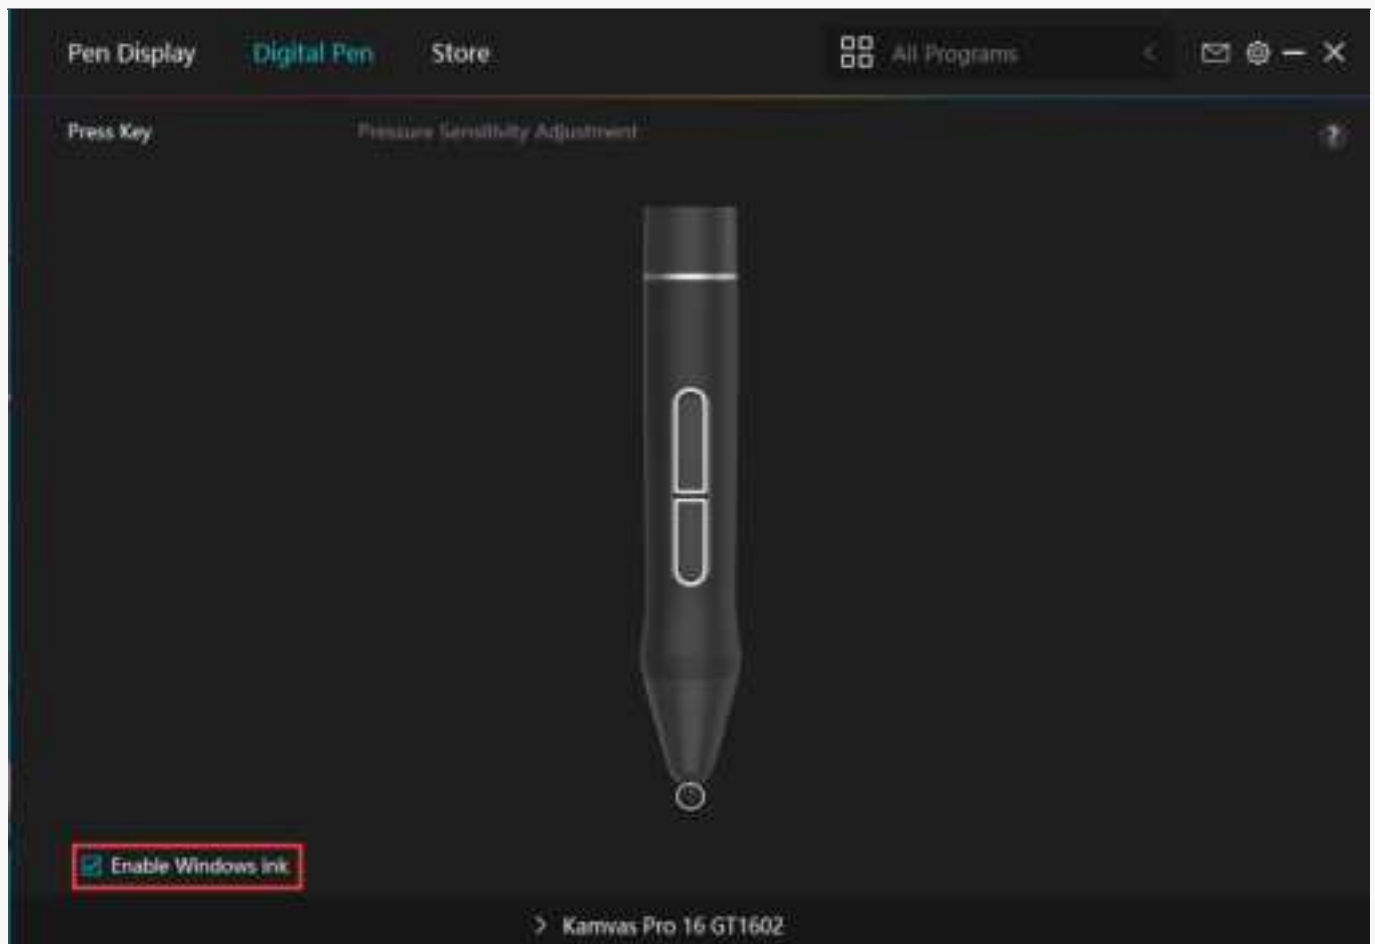 Pen Display Digital Pen Store All Programs
Press Key Pressure Sensitivity Adjustment ?
Enable Windows Ink
Kamvas Pro 16 GT1602